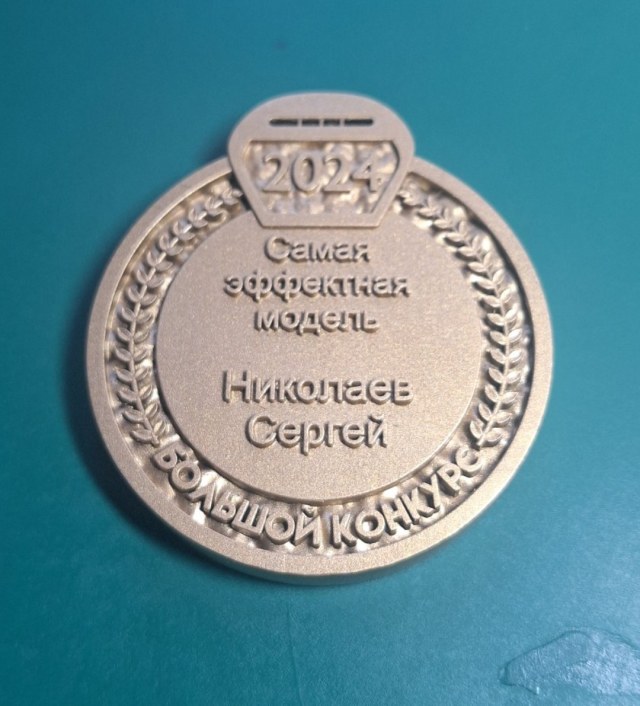 2024
Самая
эффектная
модель
Николаев
Сергей
БОЛЬШОЙ КОНКУРС